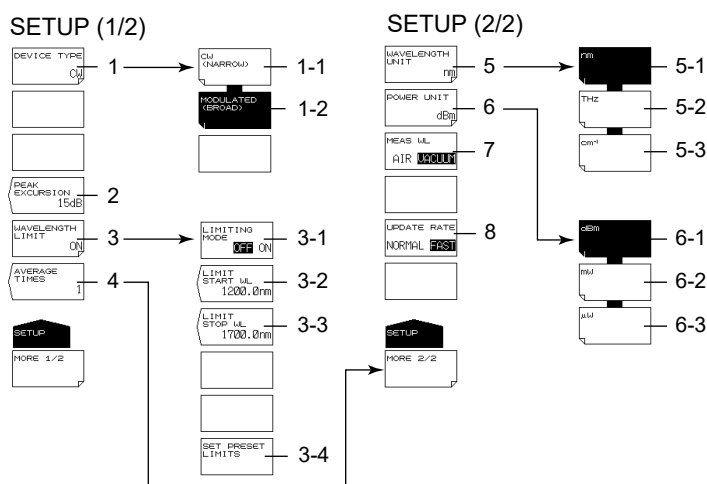 SETUP (1/2)
DEVICE TYPE
CW
1
CW
(NARROW)
1-1
MODULATED
(BROAD)
1-2
PEAK
EXCURSION
15dB
2
WAVELENGTH
LIMIT
ON
3
LIMITING
MODE
OFF ON
3-1
AVERAGE
TIMES
1
4
LIMIT
START WL
1200.0nm
3-2
LIMIT
STOP WL
1700.0nm
3-3
SETUP
MORE 1/2
SET PRESET
LIMITS
3-4
SETUP (2/2)
WAVELENGTH
UNIT
nm
5
nm
5-1
POWER UNIT
dBm
6
THz
5-2
MEAS WL
AIR VACUUM
7
cm⁻¹
5-3
UPDATE RATE
NORMAL FAST
8
dBm
6-1
mW
6-2
µW
6-3
SETUP
MORE 2/2